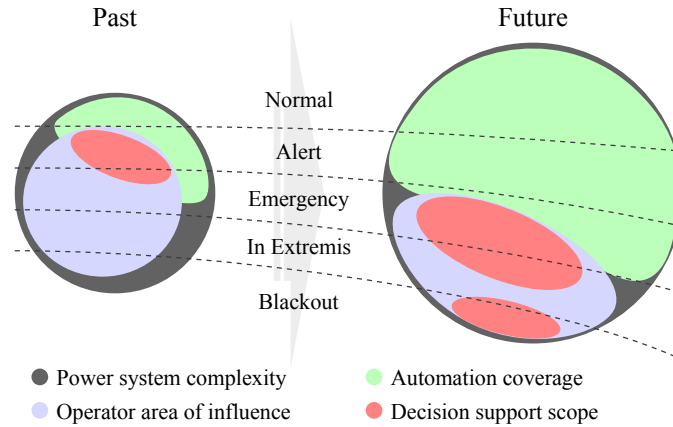 Past
Future
Normal
Alert
Emergency
In Extremis
Blackout
Power system complexity
Automation coverage
Operator area of influence
Decision support scope